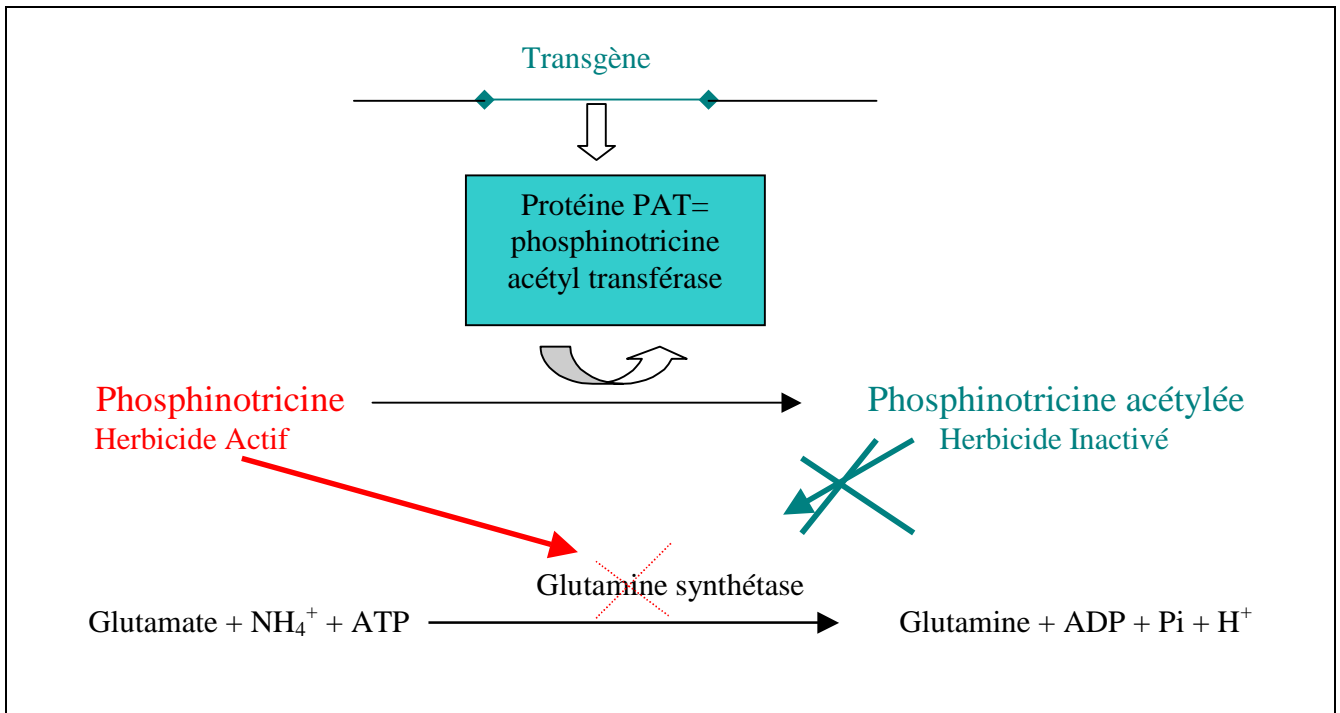 Transgène
Protéine PAT=
phosphinotricine
acétyl transférase
Phosphinotricine
Herbicide Actif
Phosphinotricine acétylée
Herbicide Inactivé
Glutamine synthétase
Glutamate + NH₄⁺ + ATP
Glutamine + ADP + Pi + H⁺